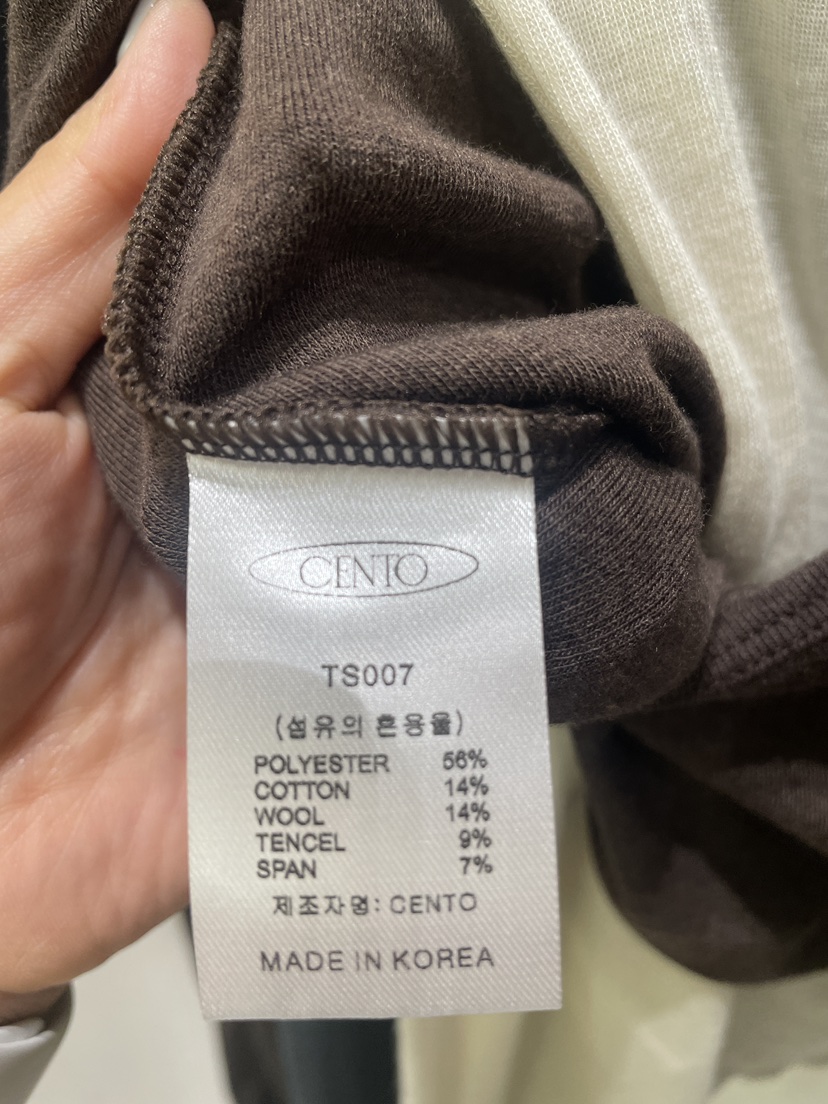 CENTO
TS007
(섬유의 혼용율)
POLYESTER 56%
COTTON 14%
WOOL 14%
TENCEL 9%
SPAN 7%
제조자명: CENTO
MADE IN KOREA